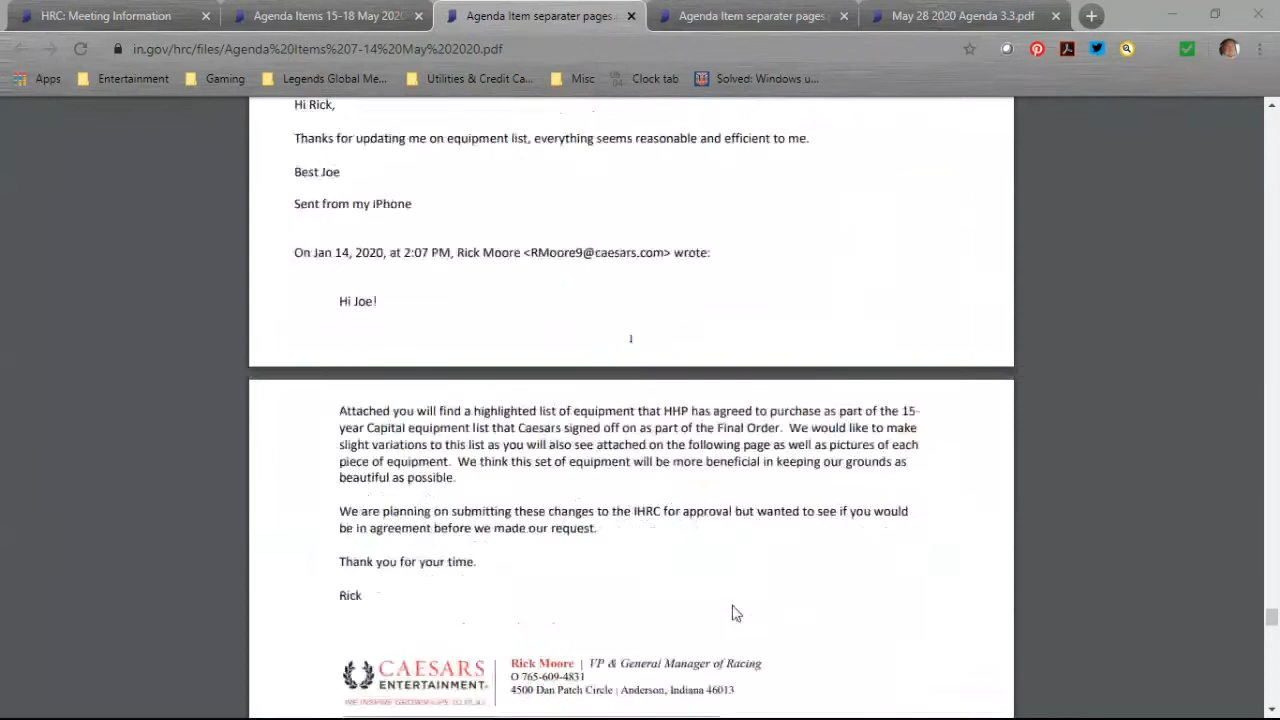 HRC: Meeting Information
Agenda Items 15-18 May 2020
Agenda Item separater pages
Agenda Item separater pages
May 28 2020 Agenda 3.3.pdf
in.gov/hrc/files/Agenda%20Items%207-14%20May%202020.pdf
Apps
Entertainment
Gaming
Legends Global Me...
Utilities & Credit Ca...
Misc
Clock tab
Solved: Windows u...
Hi Rick,
Thanks for updating me on equipment list, everything seems reasonable and efficient to me.
Best Joe
Sent from my iPhone
On Jan 14, 2020, at 2:07 PM, Rick Moore <RMoore9@caesars.com> wrote:
Hi Joe!
1
Attached you will find a highlighted list of equipment that HHP has agreed to purchase as part of the 15-
year Capital equipment list that Caesars signed off on as part of the Final Order. We would like to make
slight variations to this list as you will also see attached on the following page as well as pictures of each
piece of equipment. We think this set of equipment will be more beneficial in keeping our grounds as
beautiful as possible.
We are planning on submitting these changes to the IHRC for approval but wanted to see if you would
be in agreement before we made our request.
Thank you for your time.
Rick
CAESARS
ENTERTAINMENT
Rick Moore | VP & General Manager of Racing
O 765-609-4831
4500 Dan Patch Circle | Anderson, Indiana 46013